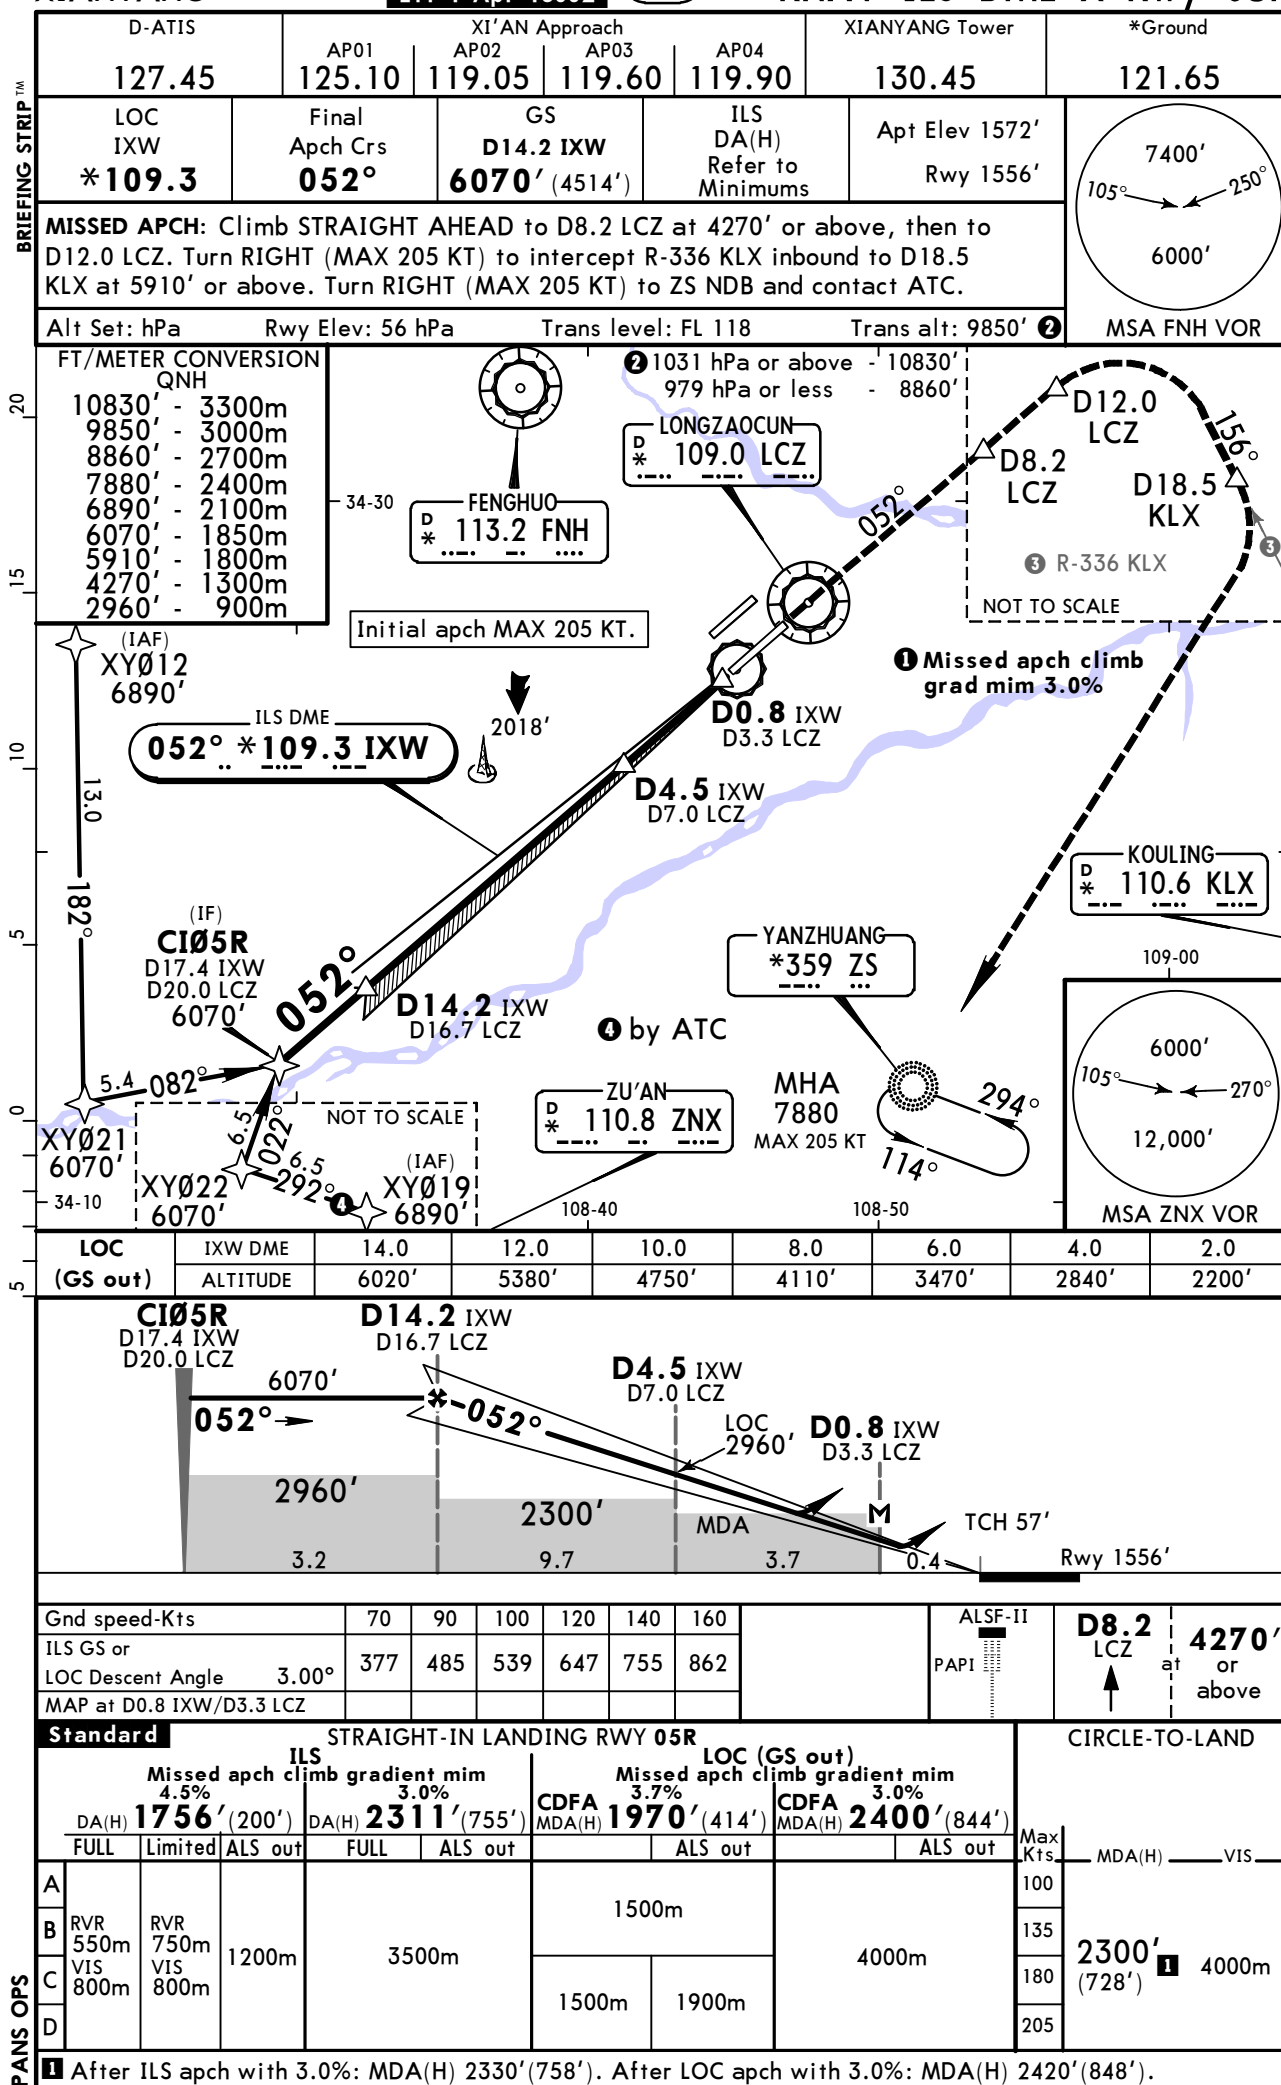 D-ATIS
127.45
XI'AN Approach
AP01
125.10
AP02
119.05
AP03
119.60
AP04
119.90
XIANYANG Tower
130.45
*Ground
121.65
BRIEFING STRIP™
LOC
IXW
*109.3
Final
Apch Crs
052°
GS
D14.2 IXW
6070' (4514')
ILS
DA(H)
Refer to
Minimums
Apt Elev 1572'
Rwy 1556'
7400'
105°
250°
6000'
MSA FNH VOR
MISSED APCH: Climb STRAIGHT AHEAD to D8.2 LCZ at 4270' or above, then to
D12.0 LCZ. Turn RIGHT (MAX 205 KT) to intercept R-336 KLX inbound to D18.5
KLX at 5910' or above. Turn RIGHT (MAX 205 KT) to ZS NDB and contact ATC.
Alt Set: hPa Rwy Elev: 56 hPa Trans level: FL 118 Trans alt: 9850' 2
FT/METER CONVERSION
QNH
10830' - 3300m
9850' - 3000m
8860' - 2700m
7880' - 2400m
6890' - 2100m
6070' - 1850m
5910' - 1800m
4270' - 1300m
2960' - 900m
2 1031 hPa or above - 10830'
979 hPa or less - 8860'
LONGZAOCUN
D
* 109.0 LCZ
FENGHUO
D
* 113.2 FNH
34-30
D12.0
LCZ
D8.2
LCZ
156°
D18.5
KLX
3
3 R-336 KLX
NOT TO SCALE
052°
20
15
10
5
0
5
(IAF)
XYØ12
6890'
Initial apch MAX 205 KT.
1 Missed apch climb
grad mim 3.0%
2018'
ILS DME
052° *109.3 IXW
D0.8 IXW
D3.3 LCZ
D4.5 IXW
D7.0 LCZ
13.0
182°
KOULING
D
* 110.6 KLX
109-00
(IF)
CIØ5R
D17.4 IXW
D20.0 LCZ
6070'
052°
D14.2 IXW
D16.7 LCZ
YANZHUANG
*359 ZS
4 by ATC
6000'
105°
270°
12,000'
MSA ZNX VOR
5.4 082°
XYØ21
6070'
NOT TO SCALE
6.5
022°
6.5
292°
4
XYØ22
6070'
(IAF)
XYØ19
6890'
34-10
ZU'AN
D
* 110.8 ZNX
MHA
7880
MAX 205 KT
294°
114°
108-40
108-50
LOC
(GS out)
IXW DME 14.0 12.0 10.0 8.0 6.0 4.0 2.0
ALTITUDE 6020' 5380' 4750' 4110' 3470' 2840' 2200'
CIØ5R
D17.4 IXW
D20.0 LCZ
D14.2 IXW
D16.7 LCZ
6070'
052°
052°
D4.5 IXW
D7.0 LCZ
LOC
2960'
D0.8 IXW
D3.3 LCZ
2960'
2300'
MDA
M
TCH 57'
3.2
9.7
3.7
0.4
Rwy 1556'
Gnd speed-Kts 70 90 100 120 140 160
ILS GS or
LOC Descent Angle 3.00° 377 485 539 647 755 862
MAP at D0.8 IXW/D3.3 LCZ
ALSF-II
PAPI
D8.2
LCZ
at
4270'
or
above
Standard
STRAIGHT-IN LANDING RWY 05R
CIRCLE-TO-LAND
ILS
Missed apch climb gradient mim
4.5%
DA(H) 1756' (200')
3.0%
DA(H) 2311' (755')
LOC (GS out)
Missed apch climb gradient mim
3.7%
CDFA
MDA(H) 1970' (414')
3.0%
CDFA
MDA(H) 2400' (844')
FULL Limited ALS out FULL ALS out ALS out ALS out
Max
Kts
MDA(H) VIS
A
B
C
D
RVR
550m
VIS
800m
RVR
750m
VIS
800m
1200m
3500m
1500m
1500m
1900m
4000m
100
135
180
205
2300' 1
(728')
4000m
PANS OPS
1 After ILS apch with 3.0%: MDA(H) 2330'(758'). After LOC apch with 3.0%: MDA(H) 2420'(848').